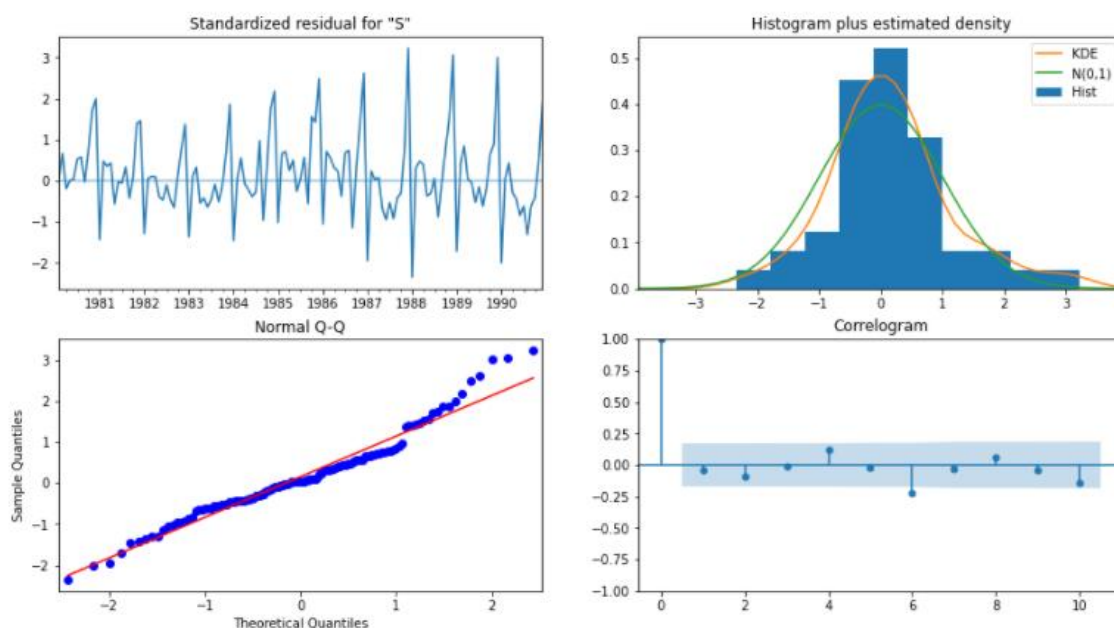 Standardized residual for "S"
3
2
1
0
−1
−2
1981 1982 1983 1984 1985 1986 1987 1988 1989 1990
Histogram plus estimated density
KDE
N(0,1)
Hist
0.5
0.4
0.3
0.2
0.1
0.0
−3 −2 −1 0 1 2 3
Normal Q-Q
Sample Quantiles
3
2
1
0
−1
−2
−2 −1 0 1 2
Theoretical Quantiles
Correlogram
1.00
0.75
0.50
0.25
0.00
−0.25
−0.50
−0.75
−1.00
0 2 4 6 8 10